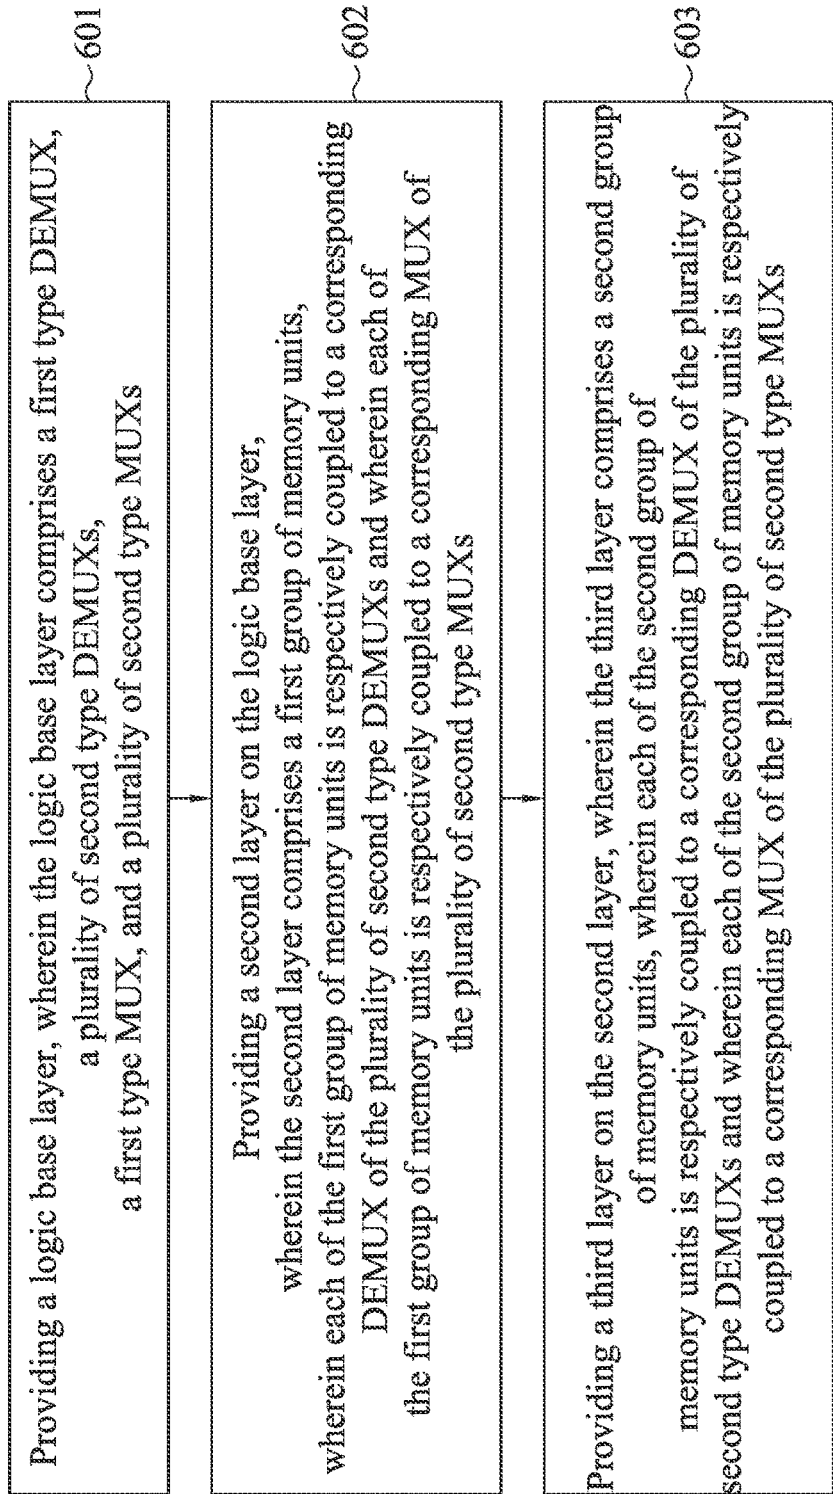 Providing a logic base layer, wherein the logic base layer comprises a first type DEMUX,
a plurality of second type DEMUXs,
a first type MUX, and a plurality of second type MUXs
601
Providing a second layer on the logic base layer,
wherein the second layer comprises a first group of memory units,
wherein each of the first group of memory units is respectively coupled to a corresponding
DEMUX of the plurality of second type DEMUXs and wherein each of
the first group of memory units is respectively coupled to a corresponding MUX of
the plurality of second type MUXs
602
Providing a third layer on the second layer, wherein the third layer comprises a second group
of memory units, wherein each of the second group of
memory units is respectively coupled to a corresponding DEMUX of the plurality of
second type DEMUXs and wherein each of the second group of memory units is respectively
coupled to a corresponding MUX of the plurality of second type MUXs
603